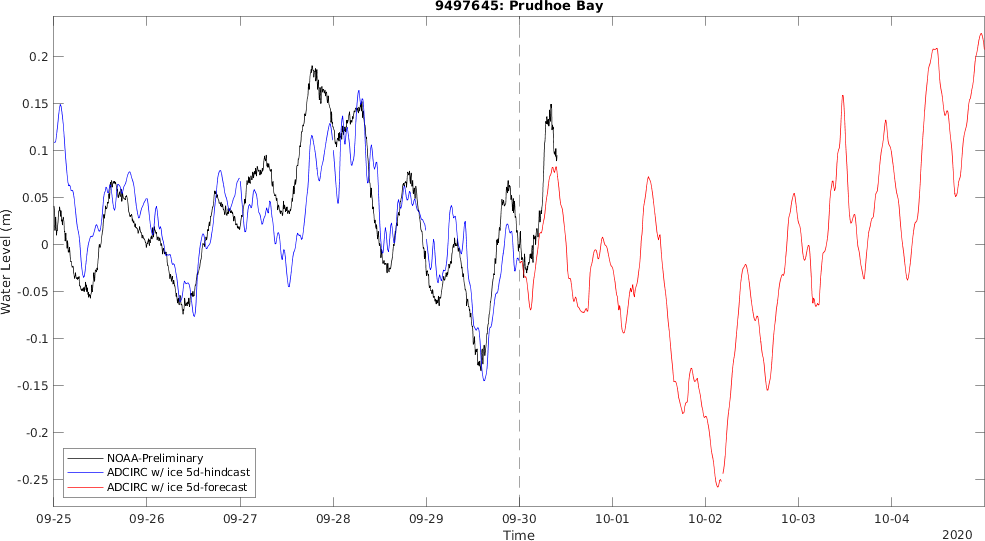 9497645: Prudhoe Bay
0.2
0.15
0.1
0.05
0
-0.05
-0.1
-0.15
-0.2
-0.25
Water Level (m)
NOAA-Preliminary
ADCIRC w/ ice 5d-hindcast
ADCIRC w/ ice 5d-forecast
09-25 09-26 09-27 09-28 09-29 09-30 10-01 10-02 10-03 10-04
Time
2020